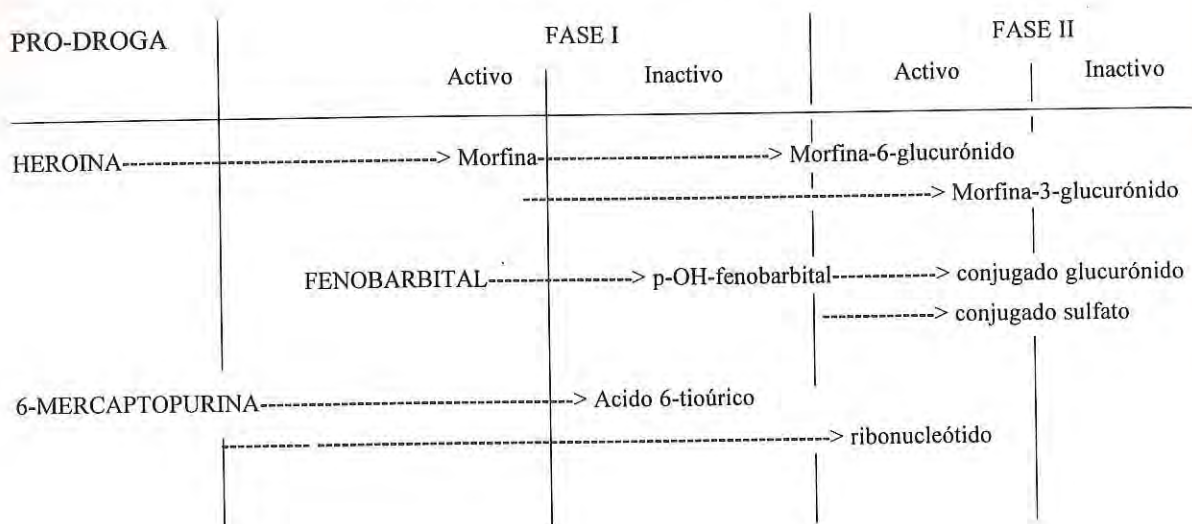 PRO-DROGA FASE I FASE II
Activo Inactivo Activo Inactivo
HEROINA-----------------------------------> Morfina---------------------------> Morfina-6-glucurónido
------------------------------------------> Morfina-3-glucurónido
FENOBARBITAL----------------> p-OH-fenobarbital------------> conjugado glucurónido
------------> conjugado sulfato
6-MERCAPTOPURINA-----------------------------------> Acido 6-tioúrico
---------- -----------------------------------------------------> ribonucleótido